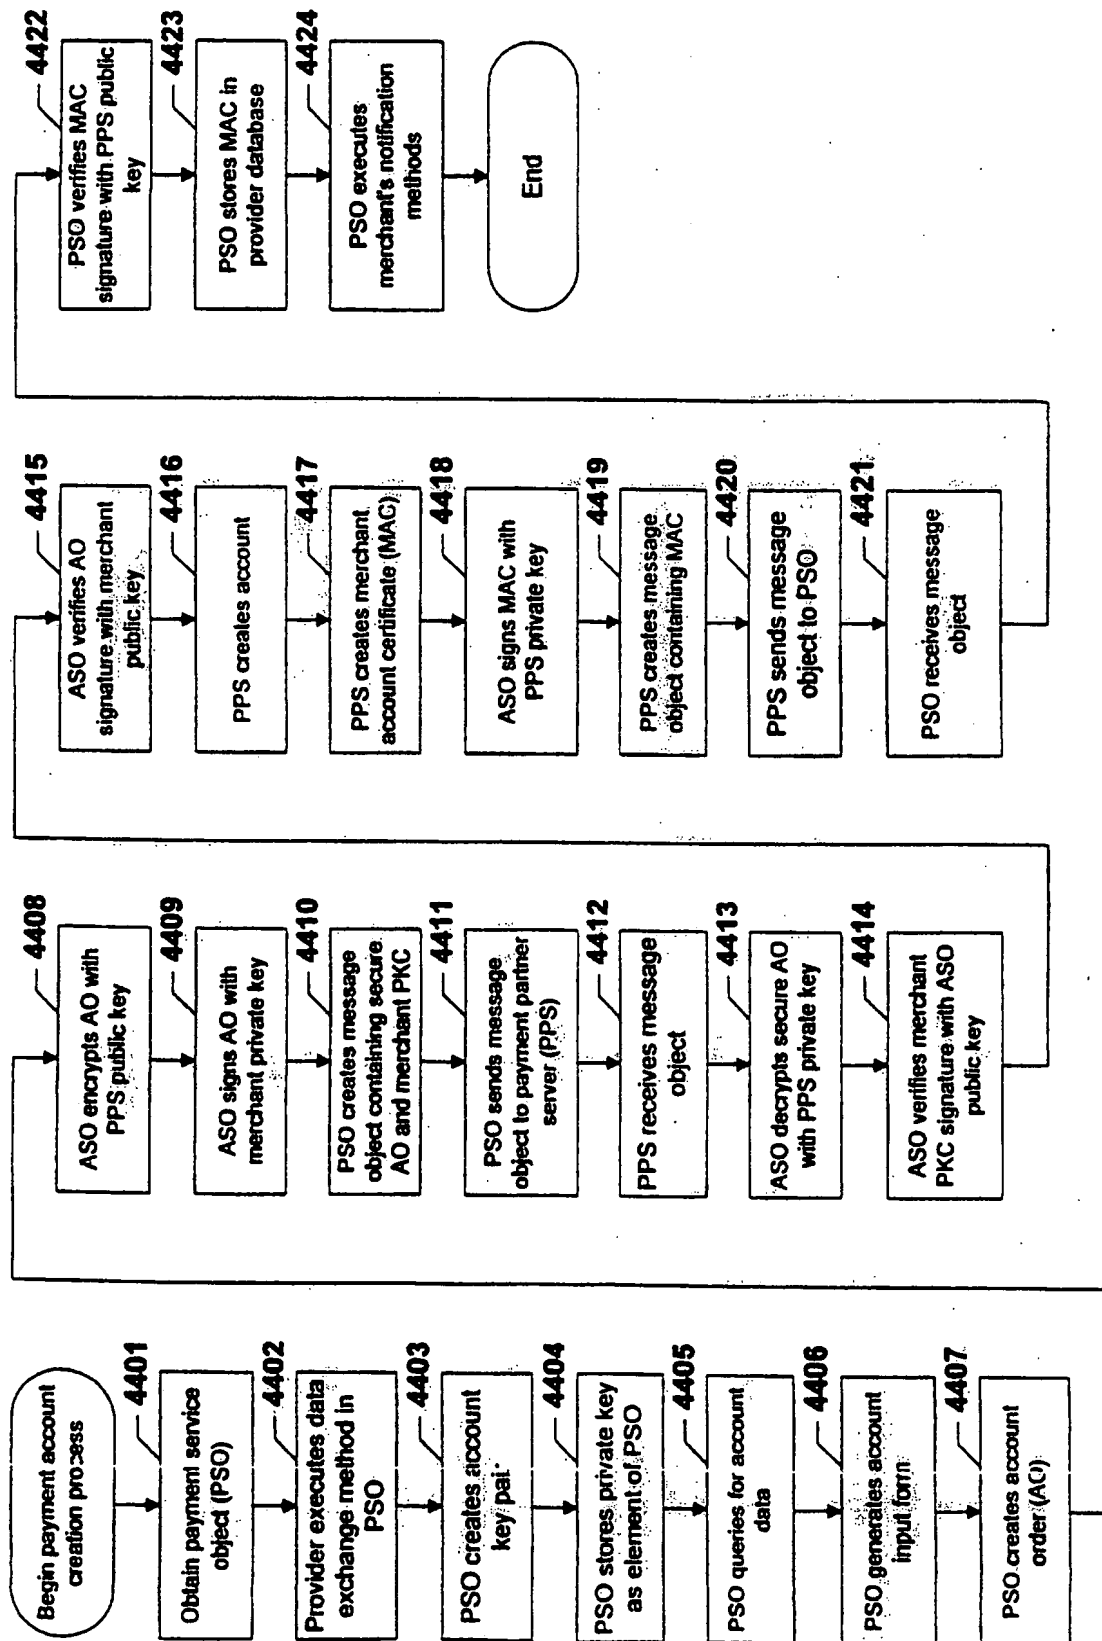 Begin payment account
creation process
4401
Obtain payment service
object (PSO)
4402
Provider executes data
exchange method in
PSO
4403
PSO creates account
key pair
4404
PSO stores private key
as element of PSO
4405
PSO queries for account
data
4406
PSO generates account
input form
4407
PSO creates account
order (AO)
4408
ASO encrypts AO with
PPS public key
4409
ASO signs AO with
merchant private key
4410
PSO creates message
object containing secure
AO and merchant PKC
4411
PSO sends message
object to payment partner
server (PPS)
4412
PPS receives message
object
4413
ASO decrypts secure AO
with PPS private key
4414
ASO verifies merchant
PKC signature with ASO
public key
4415
ASO verifies AO
signature with merchant
public key
4416
PPS creates account
4417
PPS creates merchant
account certificate (MAC)
4418
ASO signs MAC with
PPS private key
4419
PPS creates message
object containing MAC
4420
PPS sends message
object to PSO
4421
PSO receives message
object
4422
PSO verifies MAC
signature with PPS public
key
4423
PSO stores MAC in
provider database
4424
PSO executes
merchant's notification
methods
End